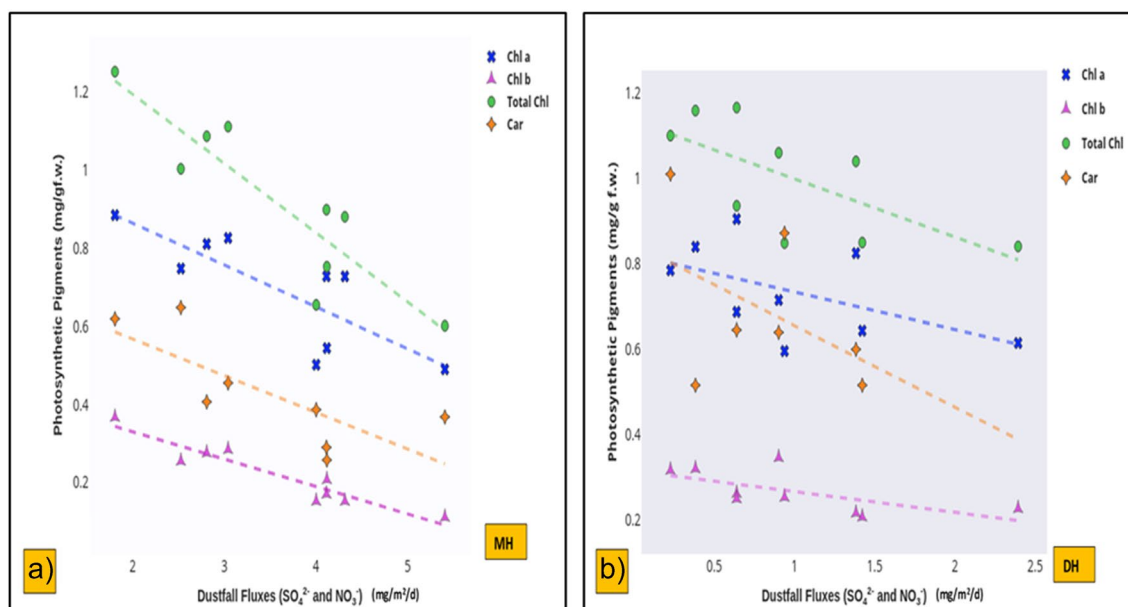 Chl a
Chl b
Total Chl
Car
Photosynthetic Pigments (mg/gf.w.)
1.2
1
0.8
0.6
0.4
0.2
2
3
4
5
Dustfall Fluxes (SO₄²⁻ and NO₃⁻) (mg/m²/d)
MH
a)
Chl a
Chl b
Total Chl
Car
Photosynthetic Pigments (mg/g f.w.)
1.2
1
0.8
0.6
0.4
0.2
0.5
1
1.5
2
2.5
Dustfall Fluxes (SO₄²⁻ and NO₃⁻) (mg/m²/d)
DH
b)